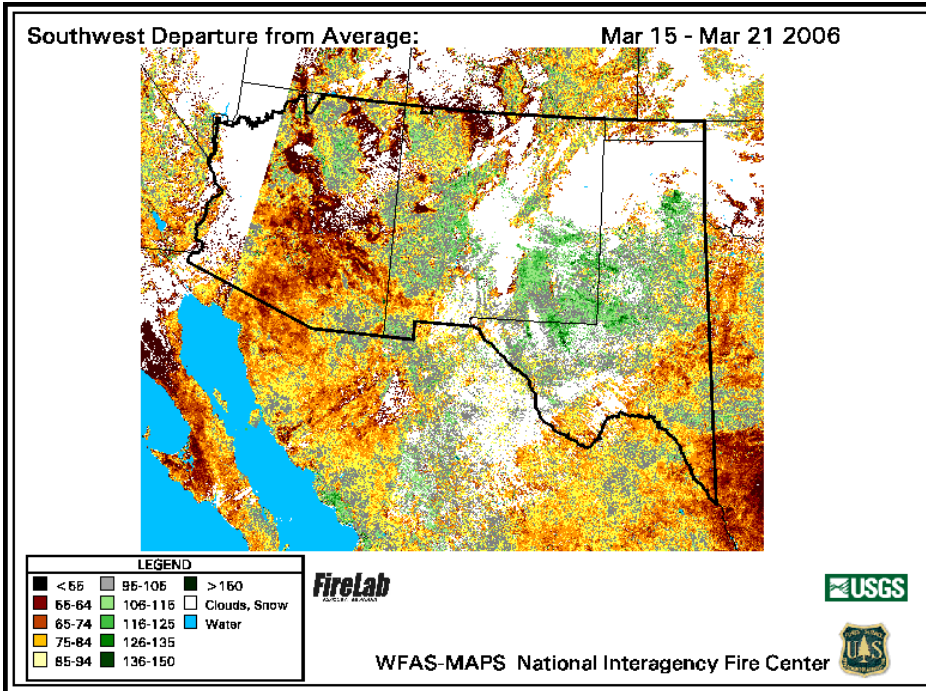 Southwest Departure from Average: Mar 15 - Mar 21 2006
LEGEND
<55 95-105 >150
55-64 106-115 Clouds, Snow
65-74 116-125 Water
75-84 126-135
85-94 136-150
FireLab
USGS
WFAS-MAPS National Interagency Fire Center
U S